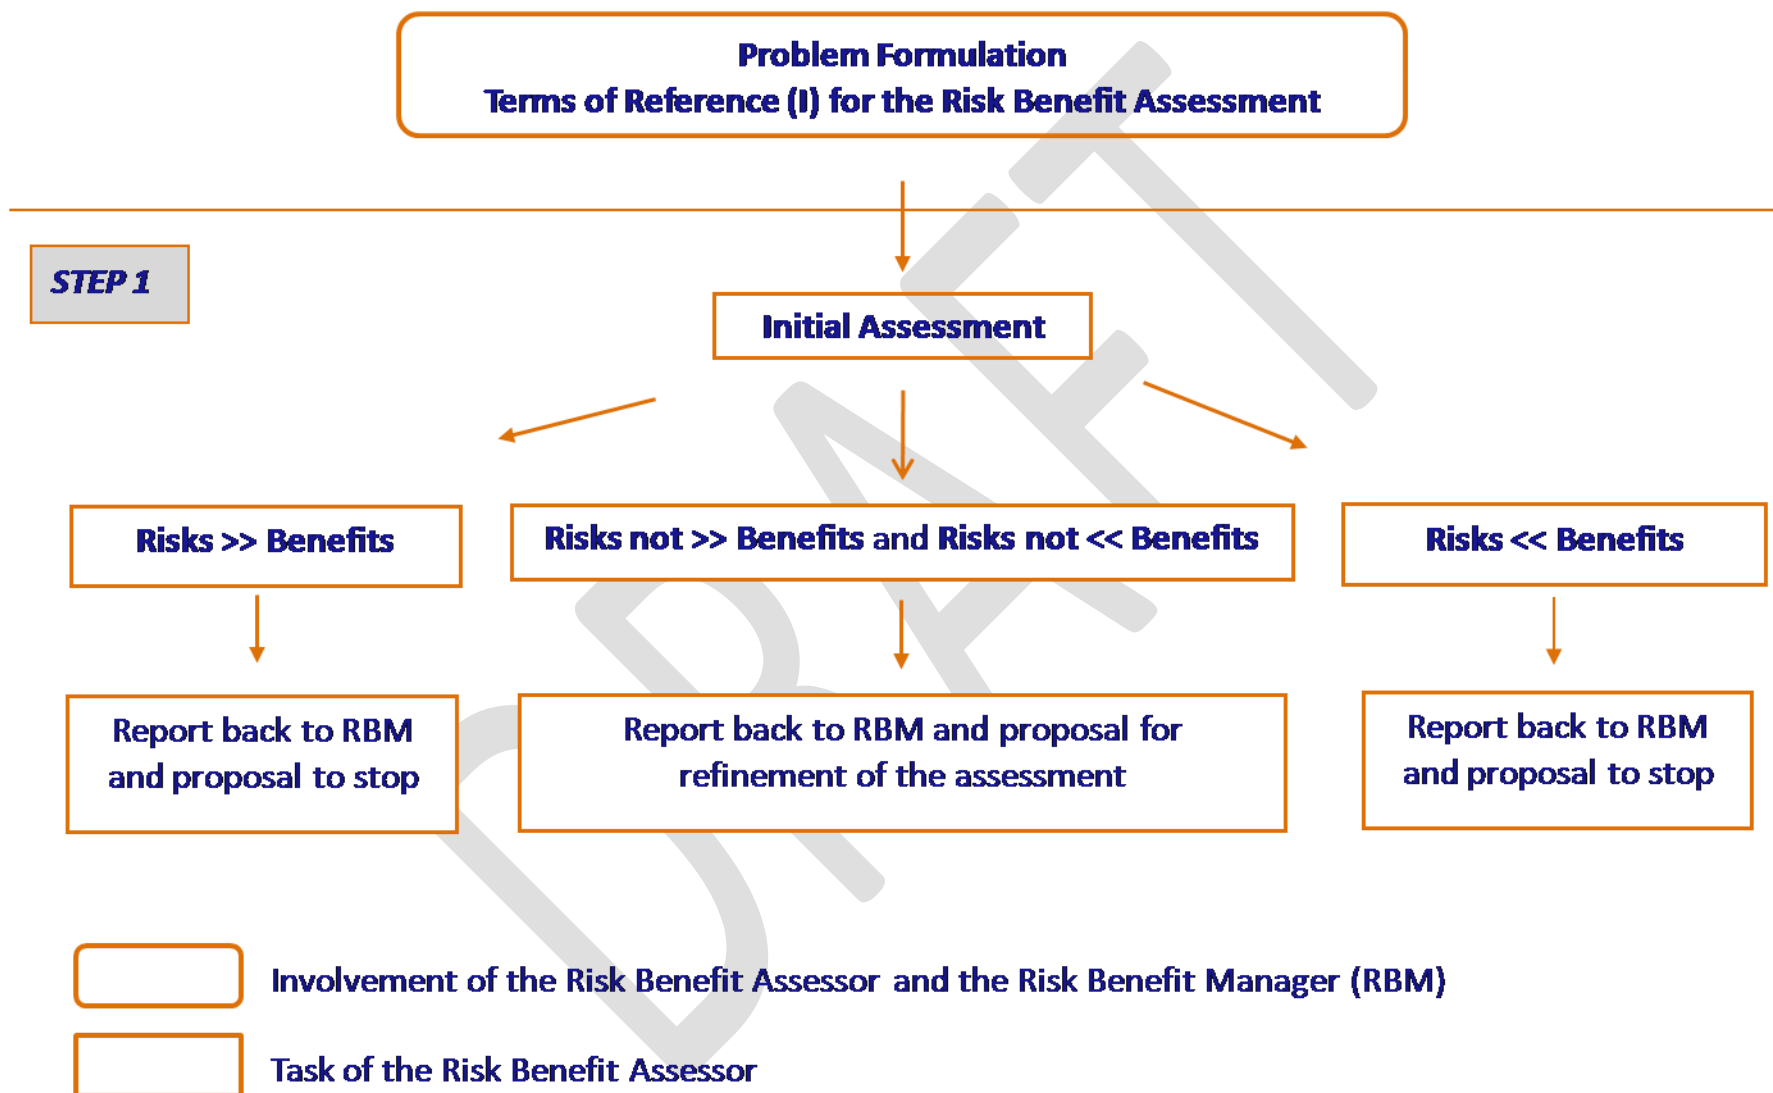 Problem Formulation
Terms of Reference (I) for the Risk Benefit Assessment
STEP 1
Initial Assessment
Risks >> Benefits
Risks not >> Benefits and Risks not << Benefits
Risks << Benefits
Report back to RBM
and proposal to stop
Report back to RBM and proposal for
refinement of the assessment
Report back to RBM
and proposal to stop
DRAFT
Involvement of the Risk Benefit Assessor and the Risk Benefit Manager (RBM)
Task of the Risk Benefit Assessor